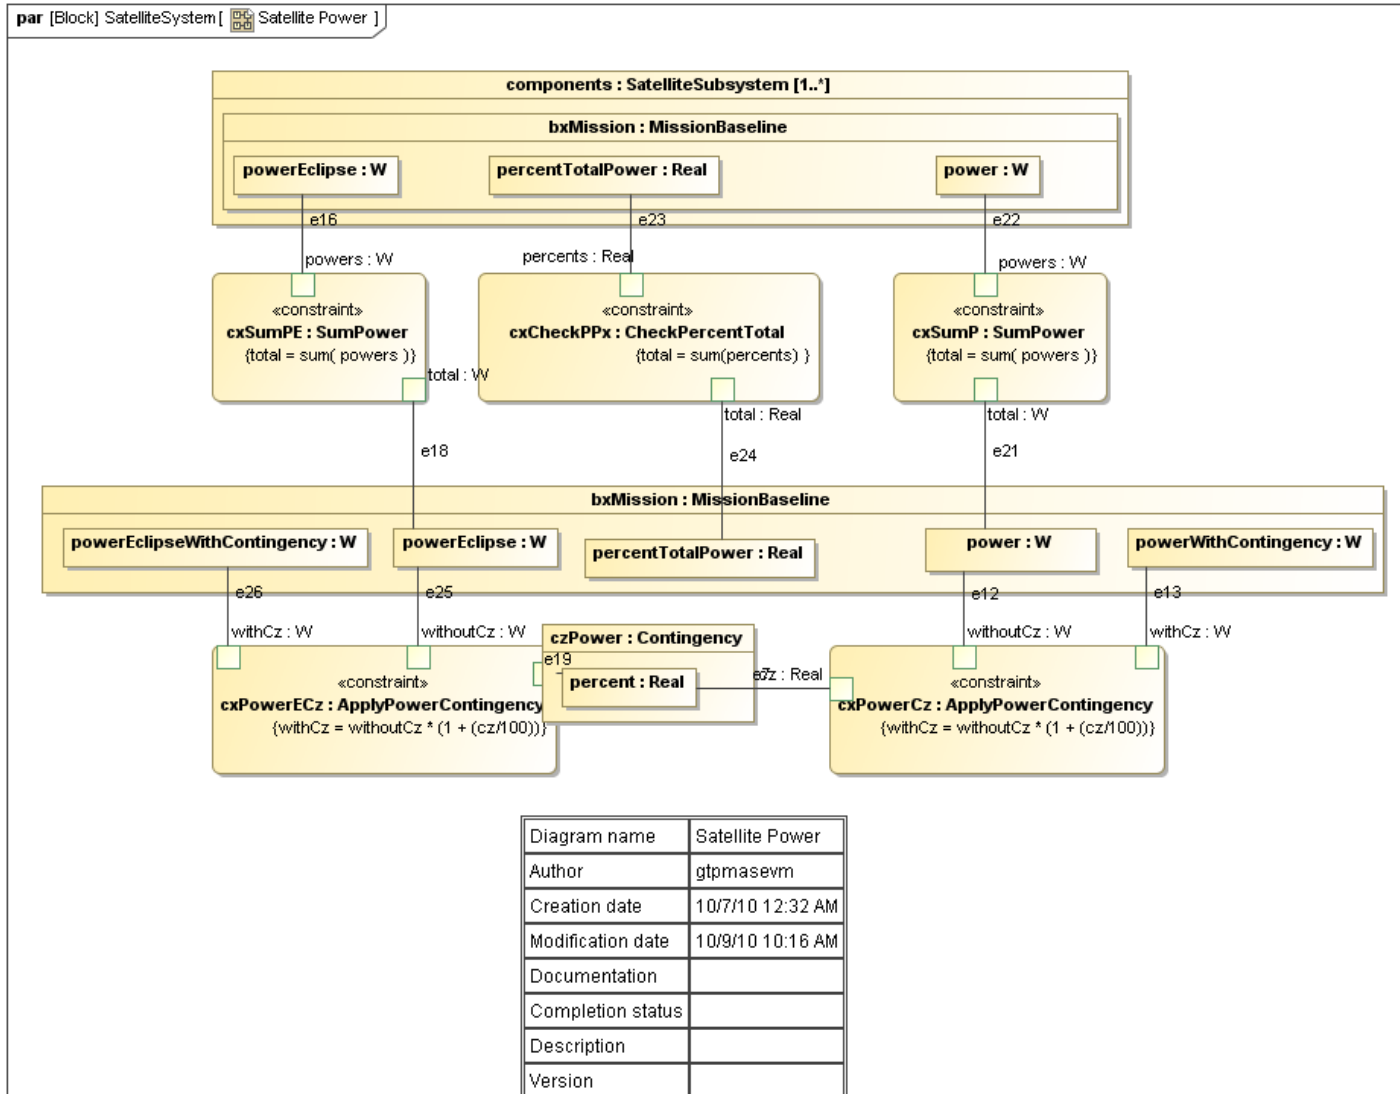 par [Block] SatelliteSystem[ Satellite Power ]
components : SatelliteSubsystem [1..*]
bxMission : MissionBaseline
powerEclipse : W
percentTotalPower : Real
power : W
e16
e23
e22
powers : W
percents : Real
powers : W
«constraint»
cxSumPE : SumPower
{total = sum( powers )}
«constraint»
cxCheckPPx : CheckPercentTotal
{total = sum(percents) }
«constraint»
cxSumP : SumPower
{total = sum( powers )}
total : W
total : Real
total : W
e18
e24
e21
bxMission : MissionBaseline
powerEclipseWithContingency : W
powerEclipse : W
percentTotalPower : Real
power : W
powerWithContingency : W
e26
e25
e12
e13
withCz : W
withoutCz : W
withoutCz : W
withCz : W
czPower : Contingency
e19
percent : Real
z : Real
«constraint»
cxPowerECz : ApplyPowerContingency
{withCz = withoutCz * (1 + (cz/100))}
«constraint»
cxPowerCz : ApplyPowerContingency
{withCz = withoutCz * (1 + (cz/100))}
Diagram name Satellite Power
Author gtpmasevm
Creation date 10/7/10 12:32 AM
Modification date 10/9/10 10:16 AM
Documentation
Completion status
Description
Version